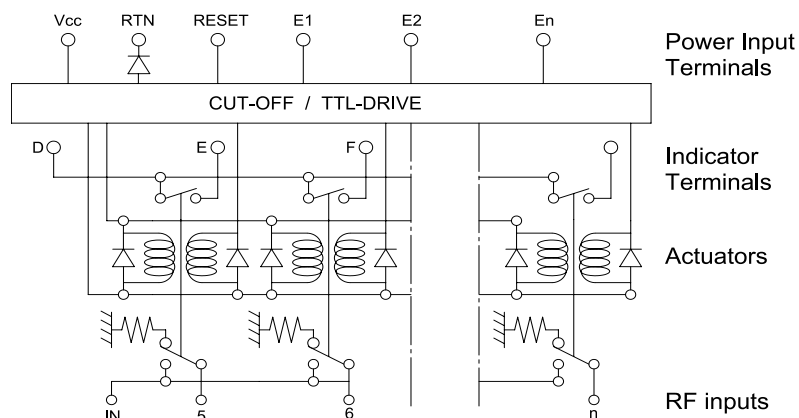 Vcc RTN RESET E1 E2 En
Power Input
Terminals
CUT-OFF / TTL-DRIVE
D E F
Indicator
Terminals
Actuators
IN 5 6 n
RF inputs